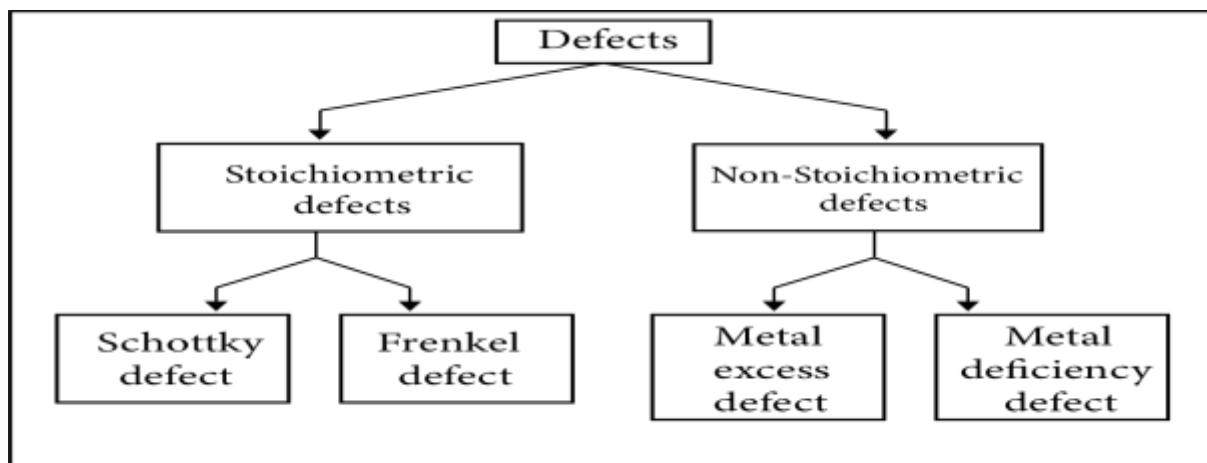 Defects
Stoichiometric
defects
Non-Stoichiometric
defects
Schottky
defect
Frenkel
defect
Metal
excess
defect
Metal
deficiency
defect